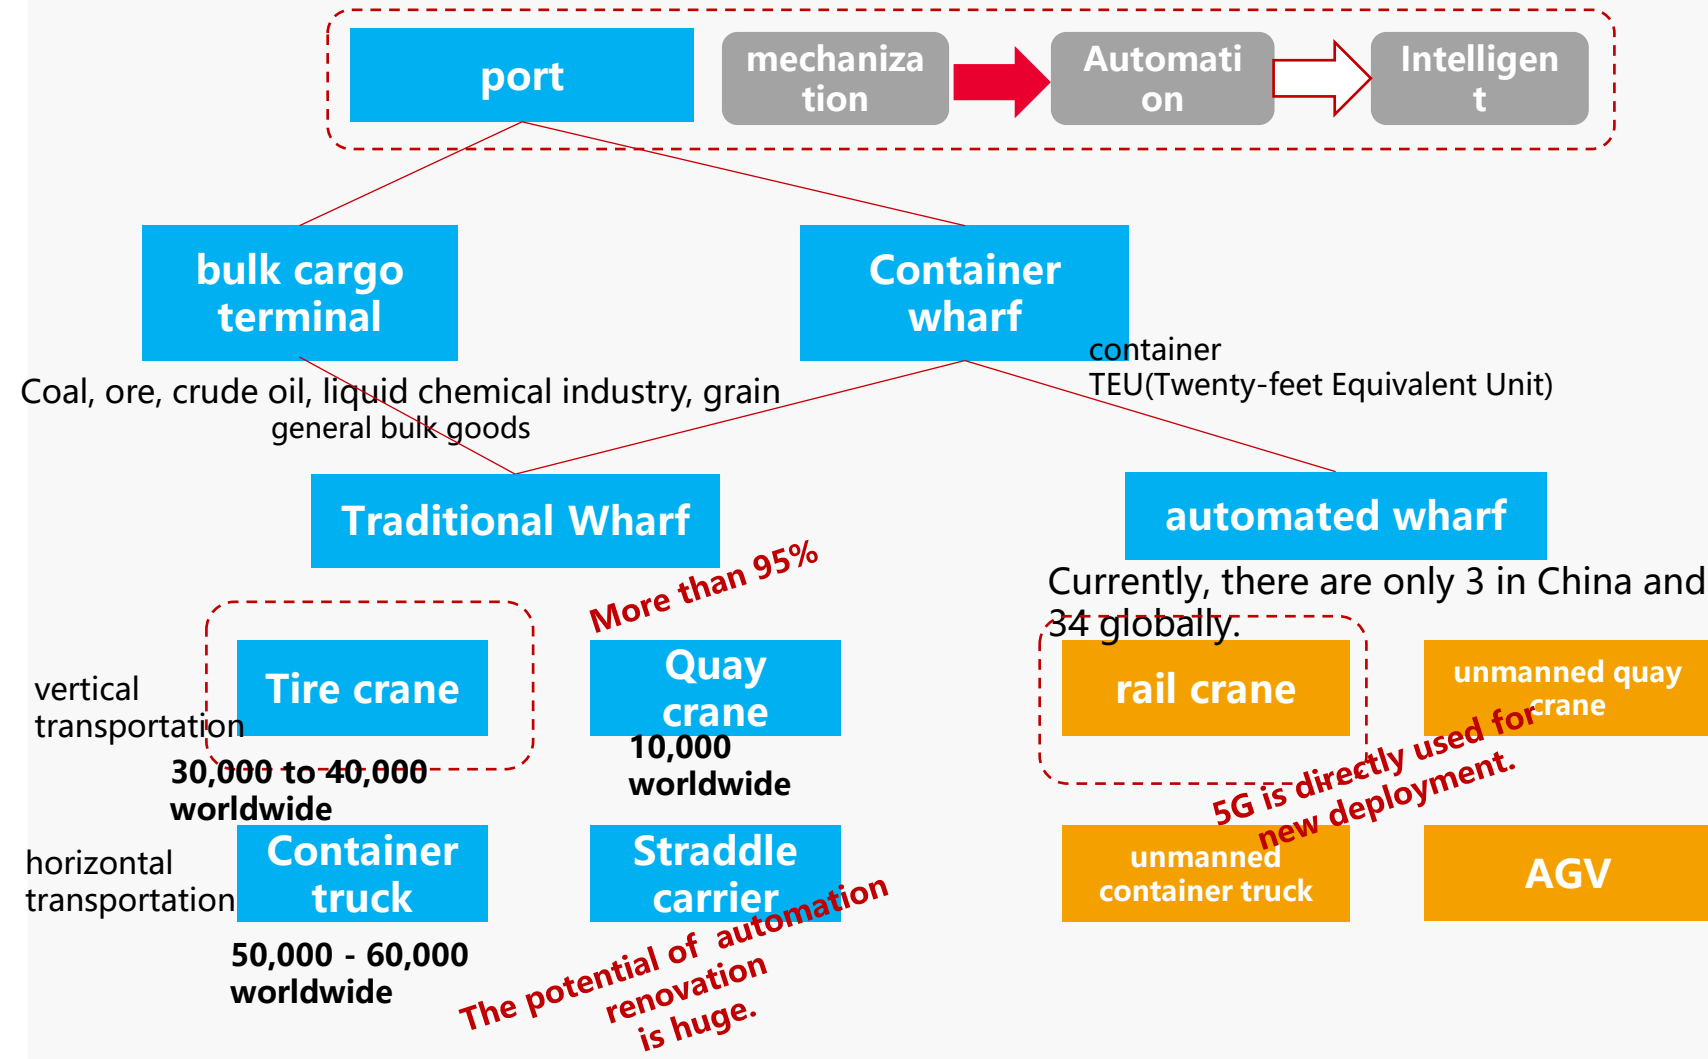 port
mechaniza
tion
Automati
on
Intelligen
t
bulk cargo
terminal
Container
wharf
container
TEU(Twenty-feet Equivalent Unit)
Coal, ore, crude oil, liquid chemical industry, grain
general bulk goods
Traditional Wharf
automated wharf
More than 95%
Currently, there are only 3 in China and
34 globally.
vertical
transportation
Tire crane
Quay
crane
rail crane
unmanned quay
crane
30,000 to 40,000
worldwide
10,000
worldwide
5G is directly used for
new deployment.
horizontal
transportation
Container
truck
Straddle
carrier
unmanned
container truck
AGV
50,000 - 60,000
worldwide
The potential of  automation
renovation
is huge.